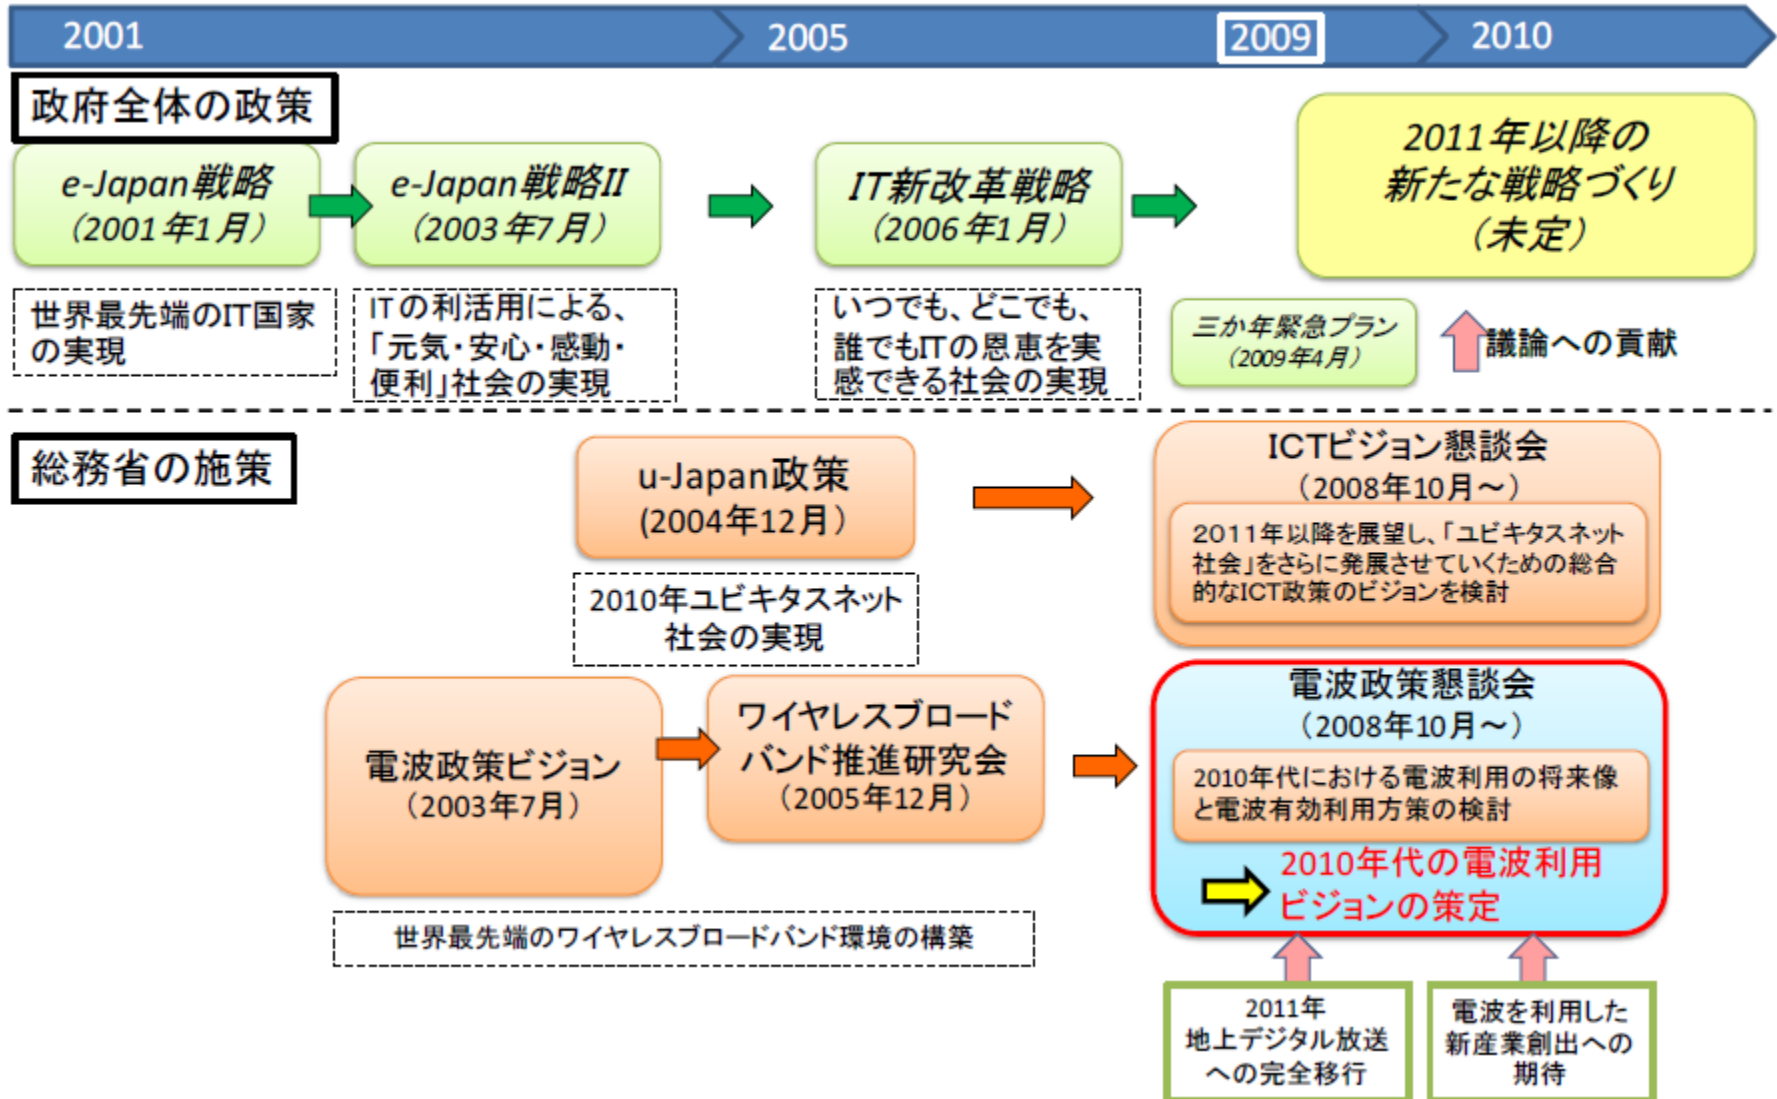 2001
2005
2009
2010
政府全体の政策
e-Japan戦略
（2001年1月）
e-Japan戦略II
（2003年7月）
IT新改革戦略
（2006年1月）
2011年以降の
新たな戦略づくり
（未定）
世界最先端のIT国家
の実現
ITの利活用による、
「元気・安心・感動・
便利」社会の実現
いつでも、どこでも、
誰でもITの恩恵を実
感できる社会の実現
三か年緊急プラン
（2009年4月）
議論への貢献
総務省の施策
u-Japan政策
(2004年12月）
2010年ユビキタスネット
社会の実現
ICTビジョン懇談会
（2008年10月～）
2011年以降を展望し、「ユビキタスネット
社会」をさらに発展させていくための総合
的なICT政策のビジョンを検討
電波政策ビジョン
（2003年7月）
ワイヤレスブロード
バンド推進研究会
（2005年12月）
世界最先端のワイヤレスブロードバンド環境の構築
電波政策懇談会
（2008年10月～）
2010年代における電波利用の将来像
と電波有効利用方策の検討
2010年代の電波利用
ビジョンの策定
2011年
地上デジタル放送
への完全移行
電波を利用した
新産業創出への
期待